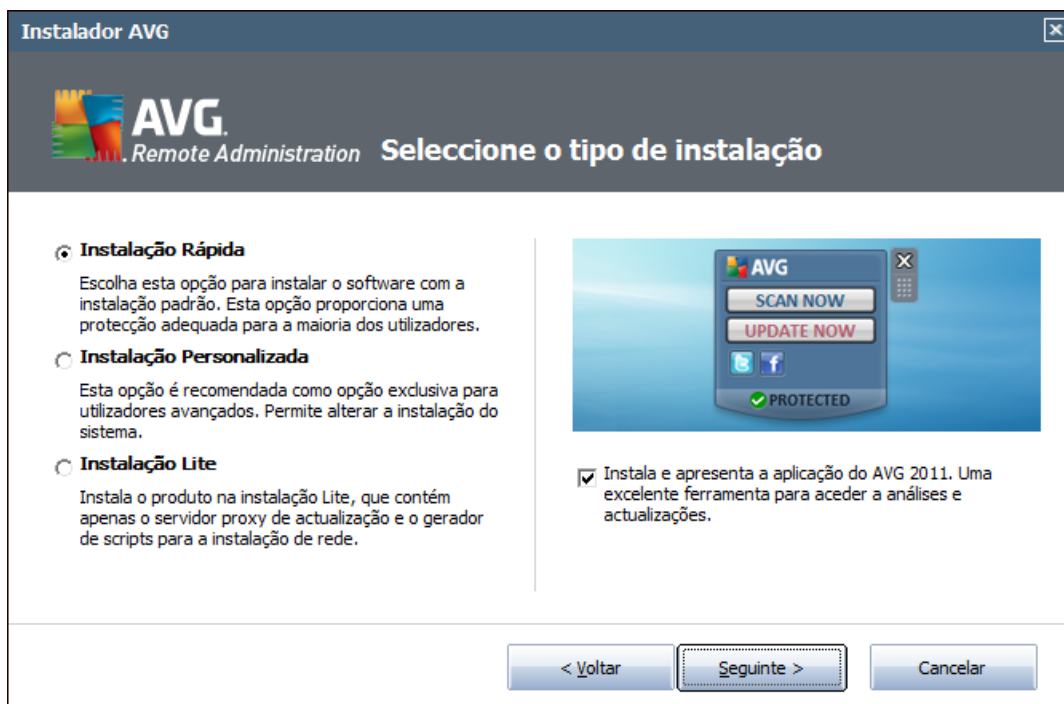 Instalador AVG
AVG.
Remote Administration
Seleccione o tipo de instalação
Instalação Rápida
Escolha esta opção para instalar o software com a
instalação padrão. Esta opção proporciona uma
protecção adequada para a maioria dos utilizadores.
Instalação Personalizada
Esta opção é recomendada como opção exclusiva para
utilizadores avançados. Permite alterar a instalação do
sistema.
Instalação Lite
Instala o produto na instalação Lite, que contém
apenas o servidor proxy de actualização e o gerador
de scripts para a instalação de rede.
AVG
SCAN NOW
UPDATE NOW
PROTECTED
Instala e apresenta a aplicação do AVG 2011. Uma
excelente ferramenta para aceder a análises e
actualizações.
< Voltar
Seguinte >
Cancelar